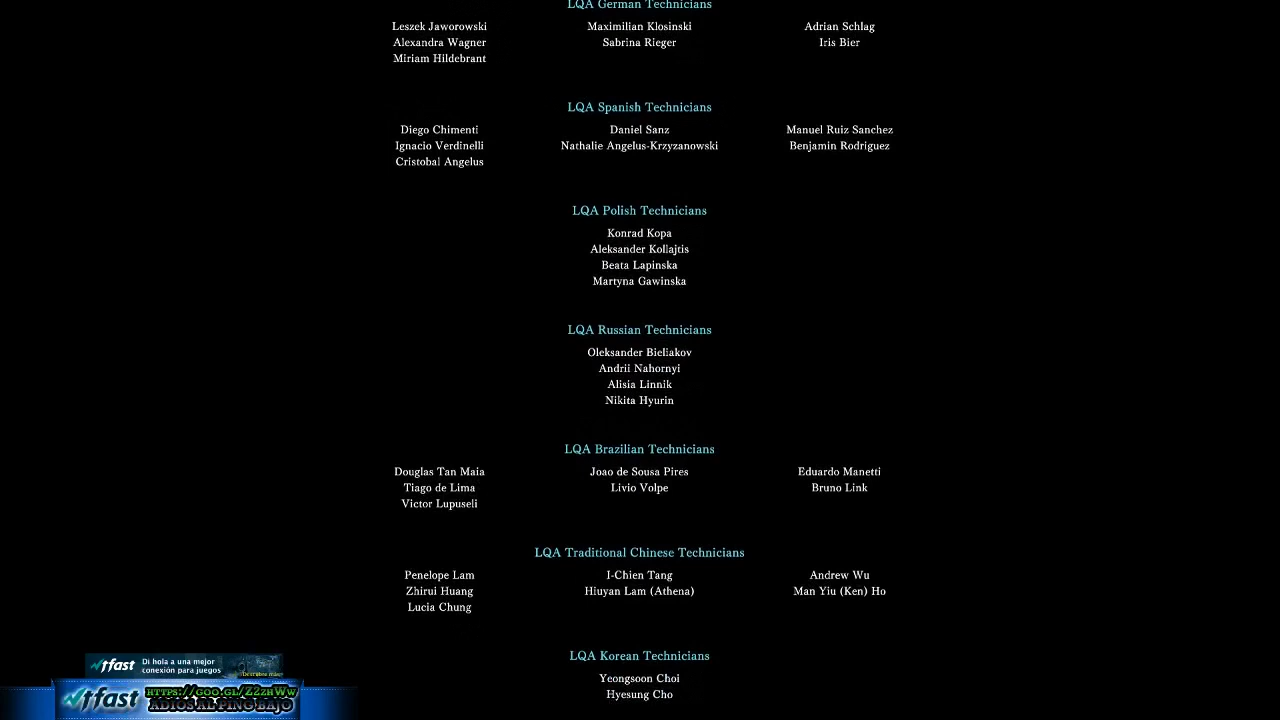 LQA German Technicians
Leszek Jaworowski Maximilian Klosinski Adrian Schlag
Alexandra Wagner Sabrina Rieger Iris Bier
Miriam Hildebrant
LQA Spanish Technicians
Diego Chimenti Daniel Sanz Manuel Ruiz Sanchez
Ignacio Verdinelli Nathalie Angelus-Krzyzanowski Benjamin Rodriguez
Cristobal Angelus
LQA Polish Technicians
Konrad Kopa
Aleksander Kollajtis
Beata Lapinska
Martyna Gawinska
LQA Russian Technicians
Oleksander Bieliakov
Andrii Nahornyi
Alisia Linnik
Nikita Hyurin
LQA Brazilian Technicians
Douglas Tan Maia Joao de Sousa Pires Eduardo Manetti
Tiago de Lima Livio Volpe Bruno Link
Victor Lupuseli
LQA Traditional Chinese Technicians
Penelope Lam I-Chien Tang Andrew Wu
Zhirui Huang Hiuyan Lam (Athena) Man Yiu (Ken) Ho
Lucia Chung
LQA Korean Technicians
Yeongsoon Choi
Hyesung Cho
wtfast Di hola a una mejor
conexión para juegos
Descubre más
wtfast HTTPS://GOO.GL/Z2ZHWW
ADIOS AL PING BAJO